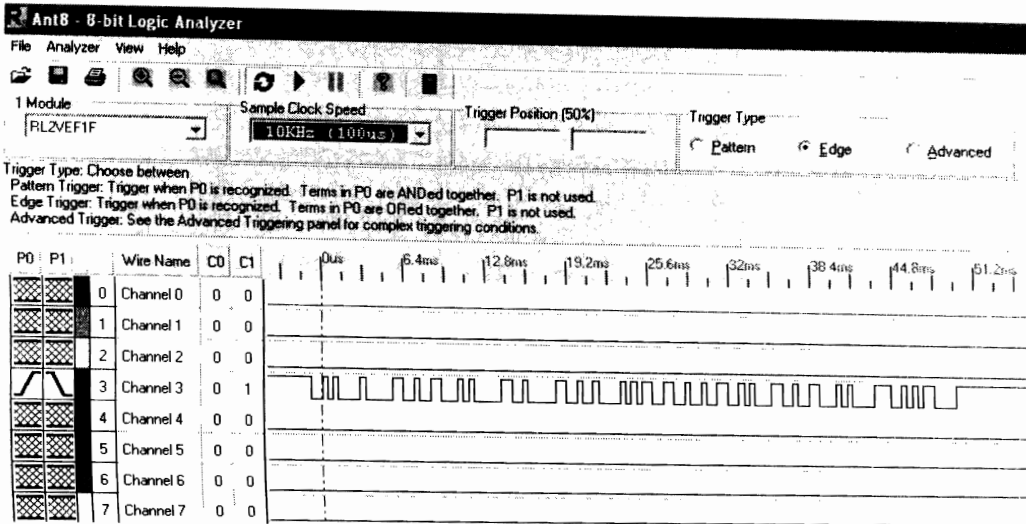 Ant8 - 8-bit Logic Analyzer
File Analyzer View Help
1 Module
Sample Clock Speed
Trigger Position (50%)
Trigger Type
RL2VEF1F
10KHz (100us)
Pattern Edge Advanced
Trigger Type: Choose between
Pattern Trigger: Trigger when P0 is recognized. Terms in P0 are ANDed together. P1 is not used.
Edge Trigger: Trigger when P0 is recognized. Terms in P0 are ORed together. P1 is not used.
Advanced Trigger: See the Advanced Triggering panel for complex triggering conditions.
P0 P1 Wire Name C0 C1 0us 6.4ms 12.8ms 19.2ms 25.6ms 32ms 38.4ms 44.8ms 51.2ms
0 Channel 0 0 0
1 Channel 1 0 0
2 Channel 2 0 0
3 Channel 3 0 1
4 Channel 4 0 0
5 Channel 5 0 0
6 Channel 6 0 0
7 Channel 7 0 0